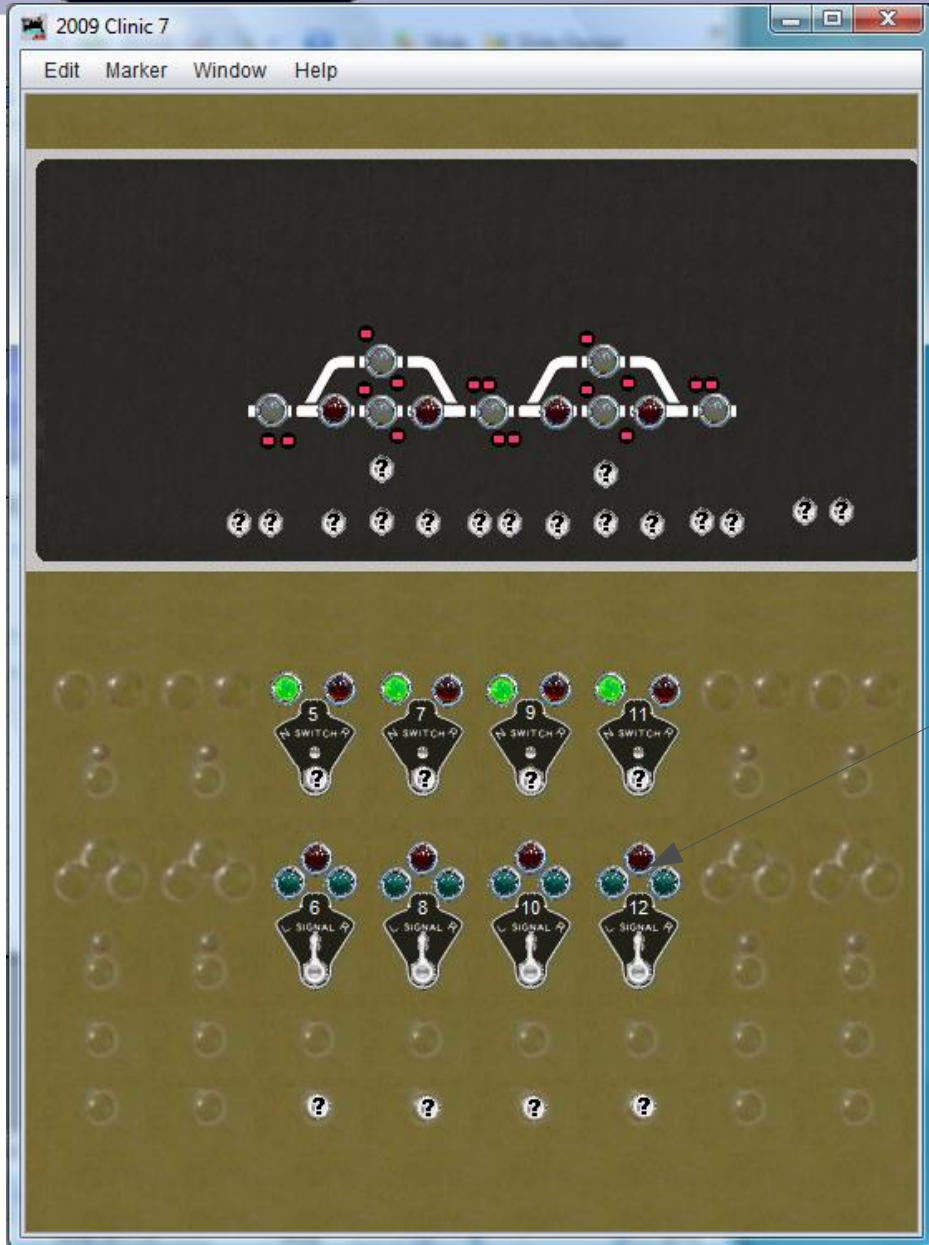 2009 Clinic 7
Edit Marker Window Help
? ?
? ? ? ? ? ? ? ? ? ? ? ? ? ?
5 7 9 11
N SWITCH R N SWITCH R N SWITCH R N SWITCH R
? ? ? ?
6 8 10 12
L SIGNAL R L SIGNAL R L SIGNAL R L SIGNAL R
? ? ? ?